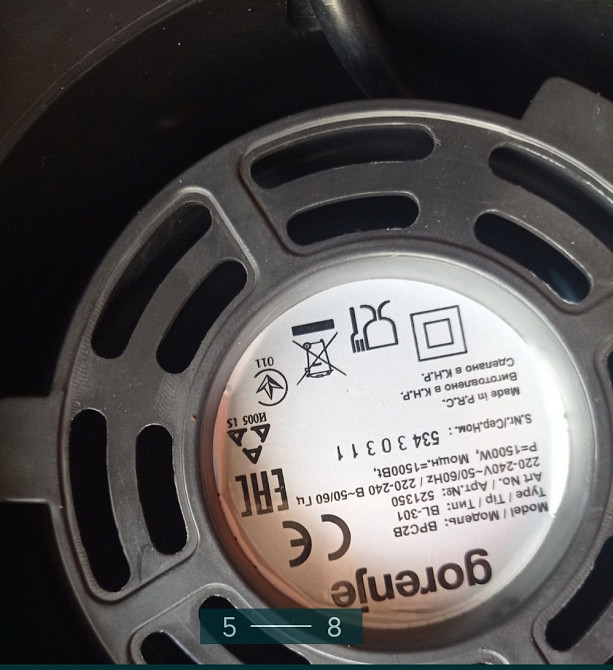 gorenje
Model / Модель: BPC2B
Type / Tip / Тип: BL-301
Art No. / Арт.№: 521350
220-240V~50/60Hz / 220-240 В~50/60 Гц
P=1500W, Мощн.=1500Вт,
S.Nr./Сер.Ном.: 534 3 0 3 1 1
Made in P.R.C.
Виготовлено в К.Н.Р.
Сделано в К.Н.Р.
CE
EAC
011
5 8